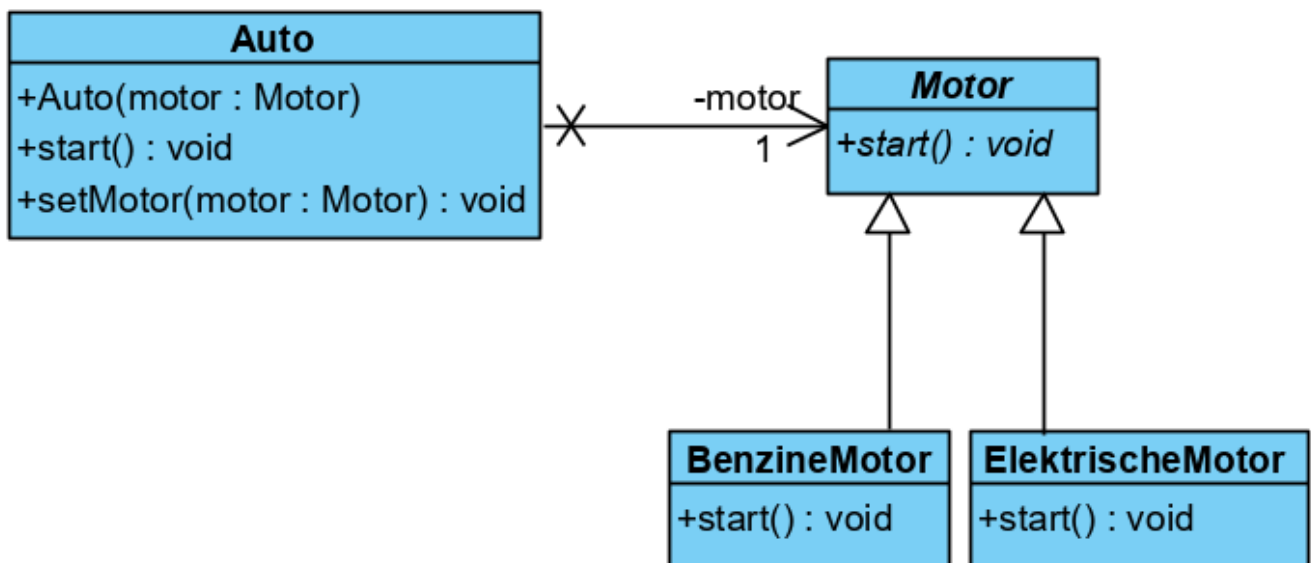 Auto
+Auto(motor : Motor)
+start() : void
+setMotor(motor : Motor) : void
-motor
1
Motor
+start() : void
BenzineMotor
+start() : void
ElektrischeMotor
+start() : void